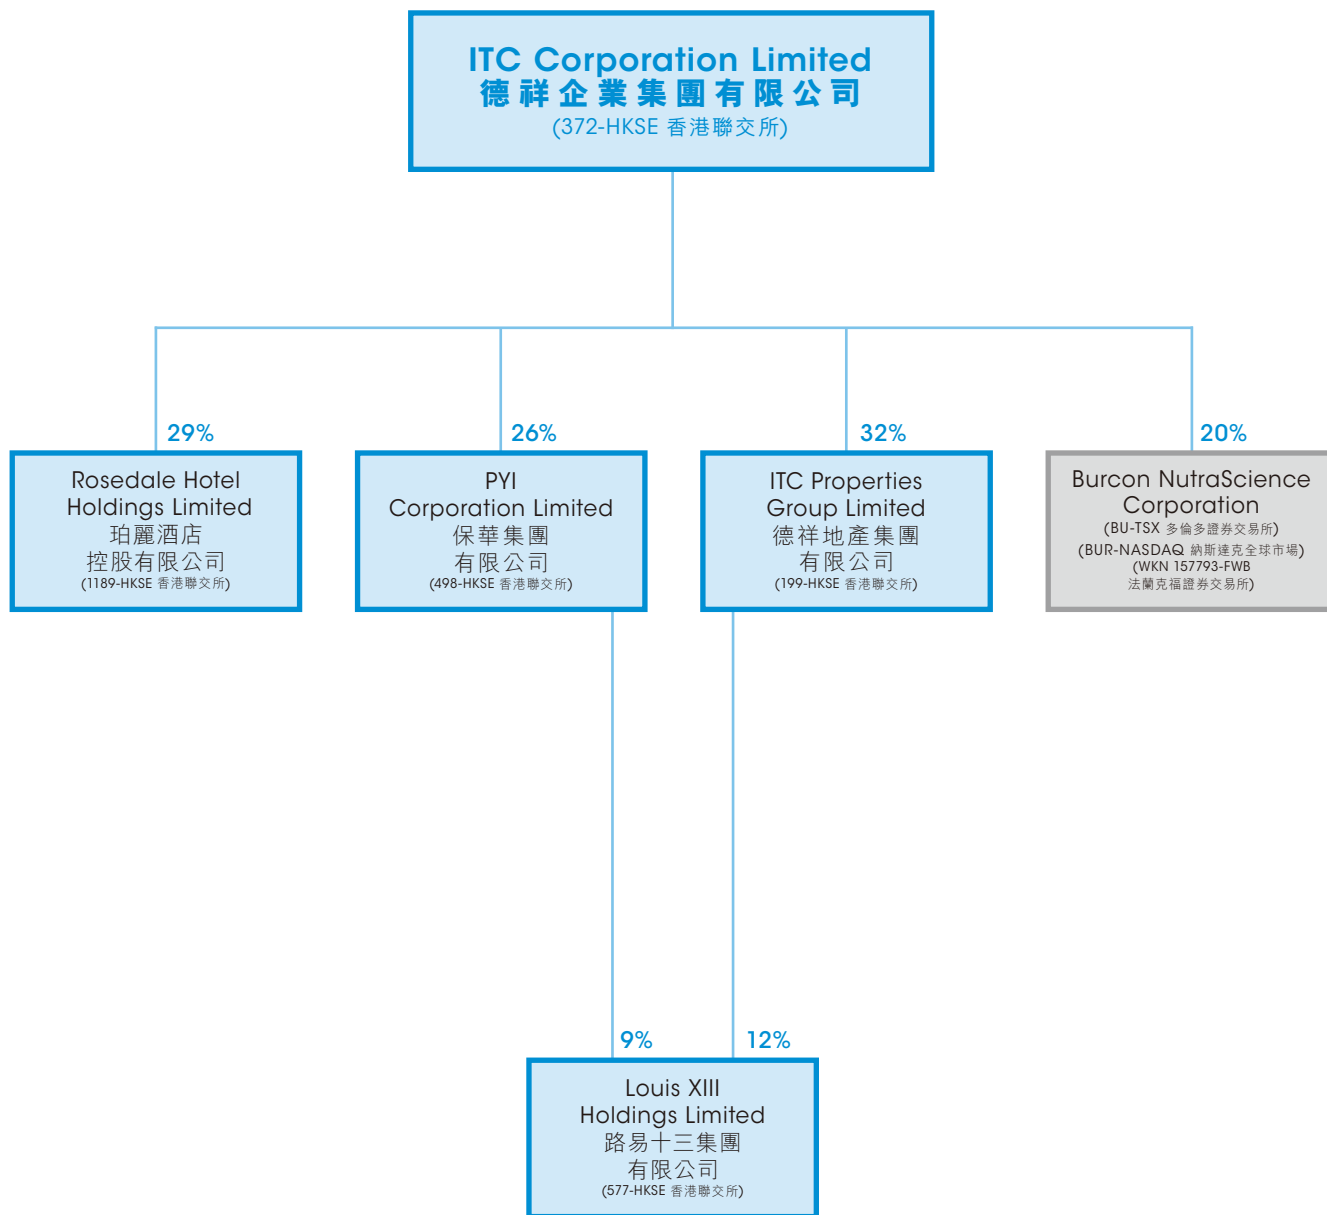 ITC Corporation Limited
德祥企業集團有限公司
(372-HKSE 香港聯交所)
29%
26%
32%
20%
Rosedale Hotel
Holdings Limited
珀麗酒店
控股有限公司
(1189-HKSE 香港聯交所)
PYI
Corporation Limited
保華集團
有限公司
(498-HKSE 香港聯交所)
ITC Properties
Group Limited
德祥地產集團
有限公司
(199-HKSE 香港聯交所)
Burcon NutraScience
Corporation
(BU-TSX 多倫多證券交易所)
(BUR-NASDAQ 納斯達克全球市場)
(WKN 157793-FWB
法蘭克福證券交易所)
9%
12%
Louis XIII
Holdings Limited
路易十三集團
有限公司
(577-HKSE 香港聯交所)